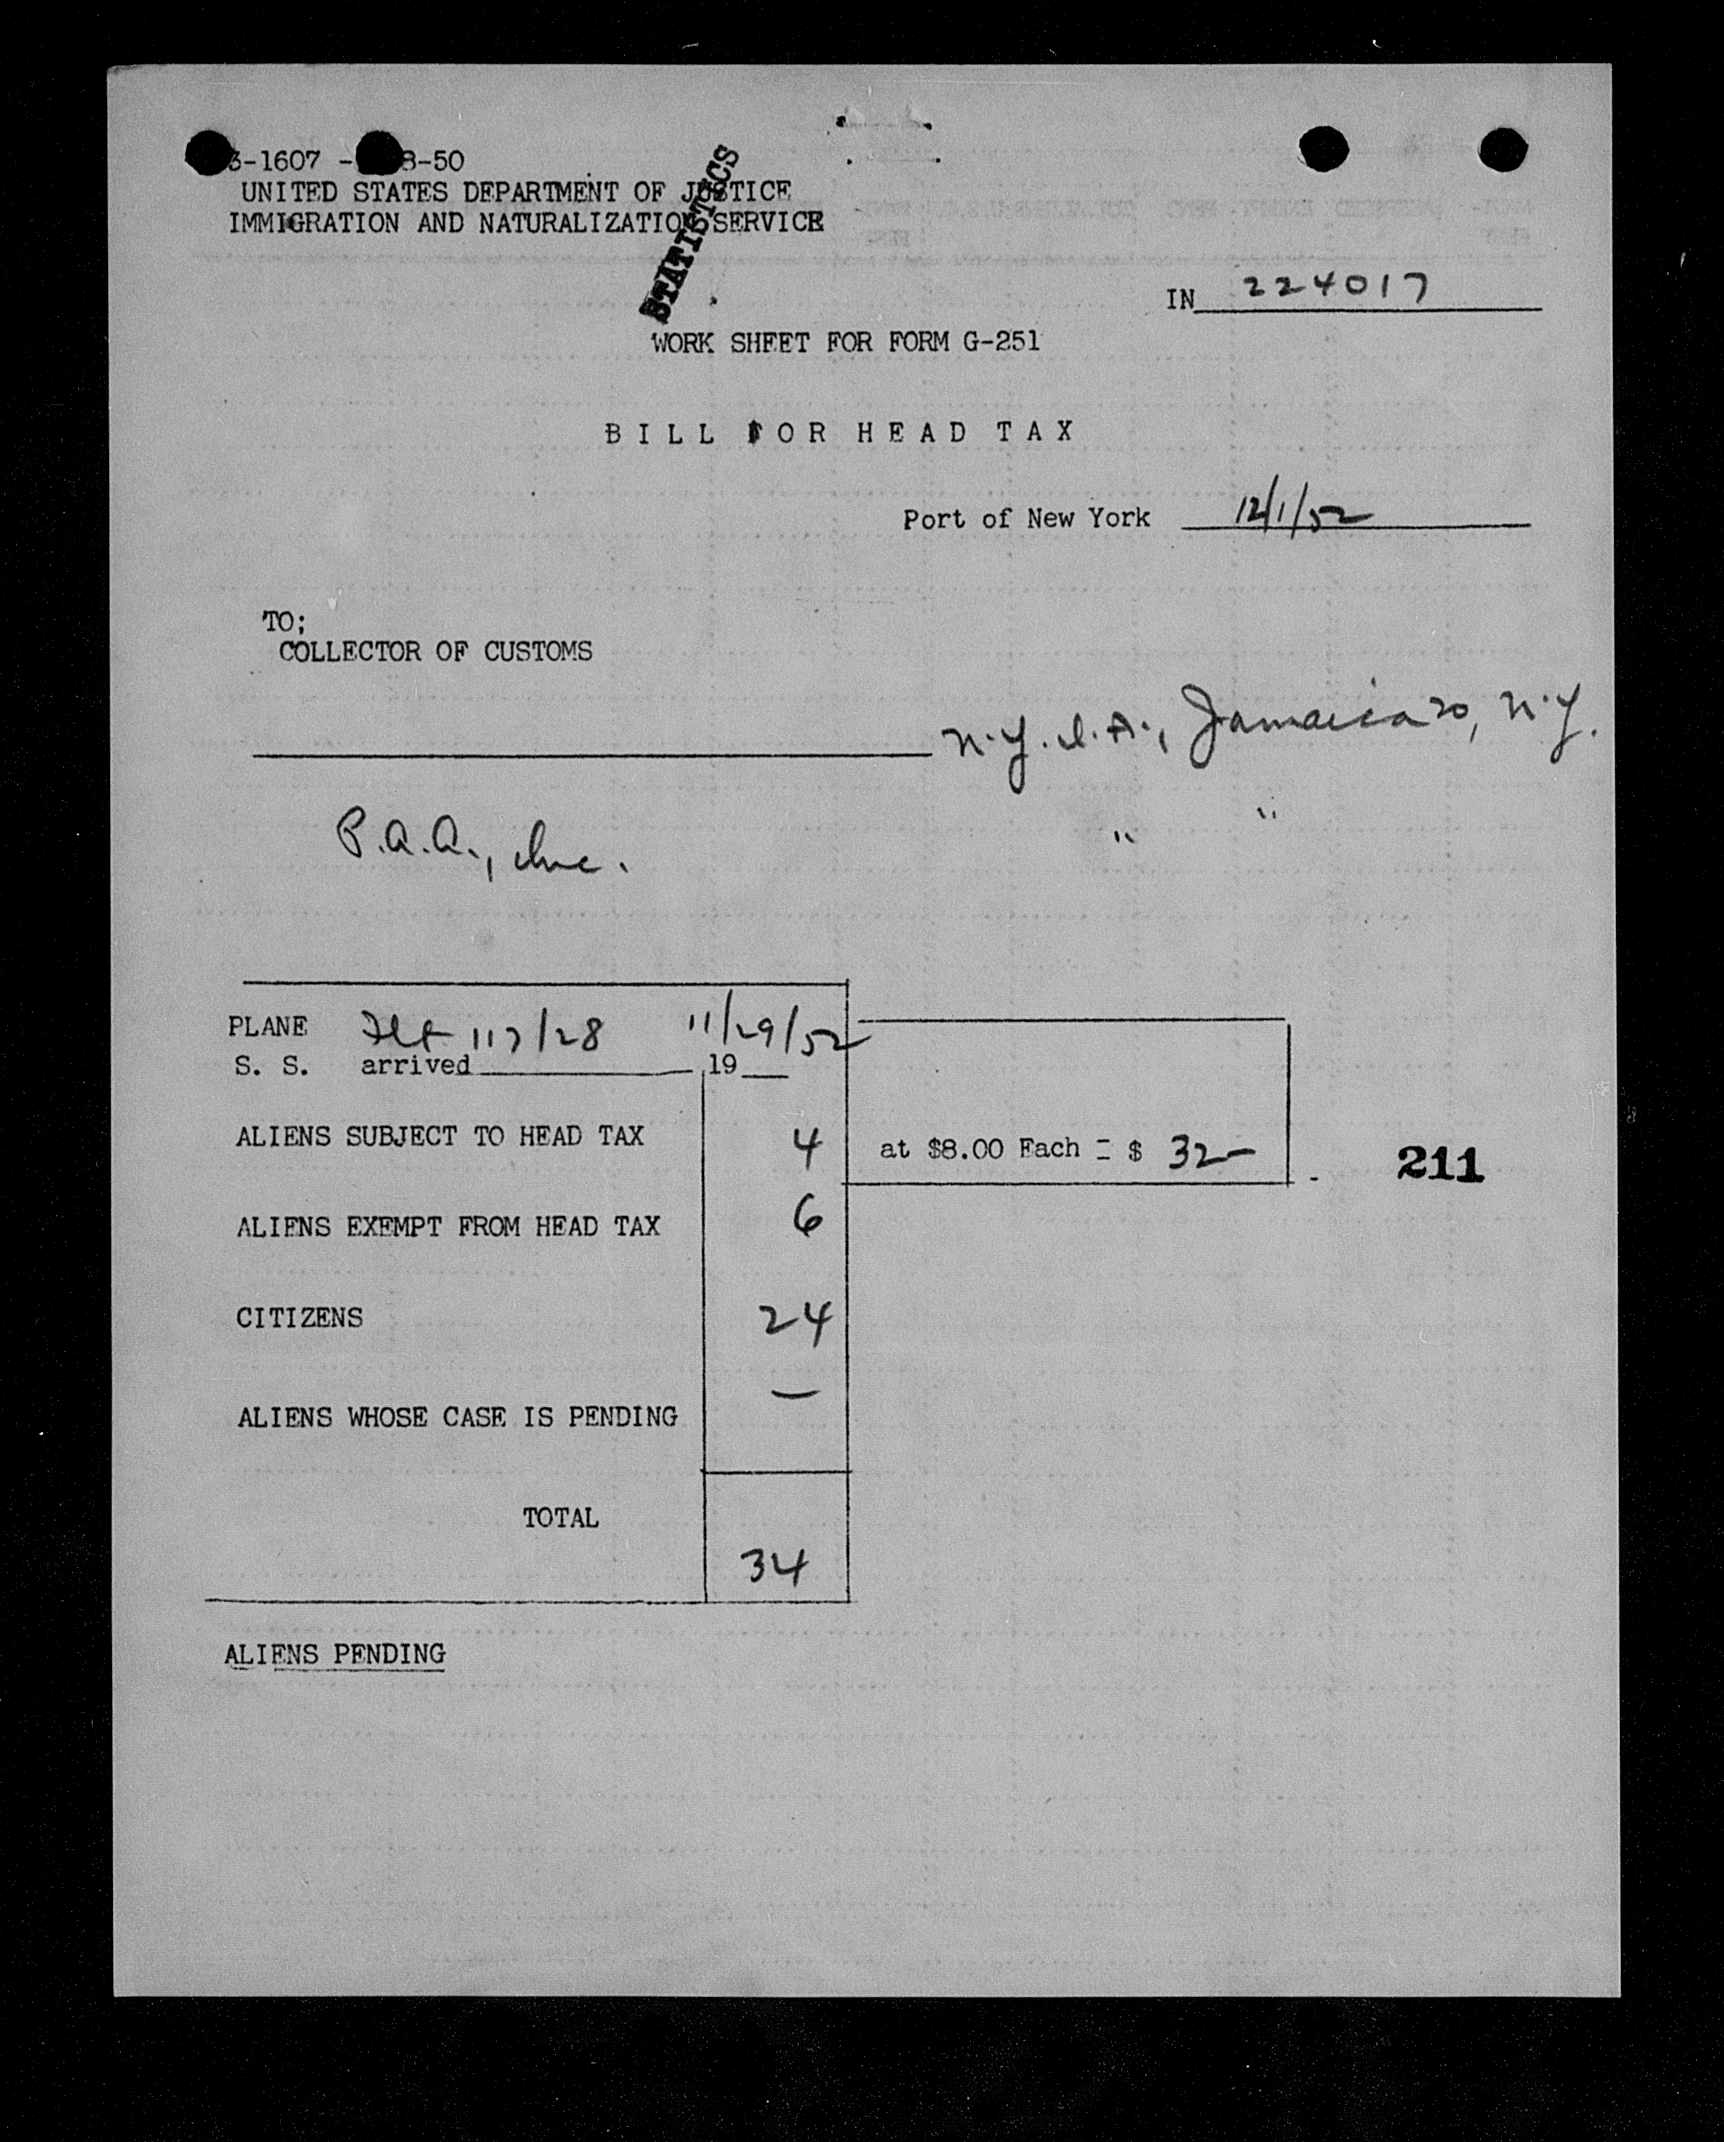 3-1607 - 8-50
UNITED STATES DEPARTMENT OF JUSTICE
IMMIGRATION AND NATURALIZATION SERVICE
STATISTICS
IN 224017
WORK SHEET FOR FORM G-251
BILL FOR HEAD TAX
Port of New York 12/1/52
TO;
COLLECTOR OF CUSTOMS
N.Y.I.A., Jamaica 20, N.Y.
P.A.A., Inc. " "
PLANE Flt 117/28 11/29/52
S. S. arrived 19
ALIENS SUBJECT TO HEAD TAX 4 at $8.00 Each = $ 32-
211
ALIENS EXEMPT FROM HEAD TAX 6
CITIZENS 24
ALIENS WHOSE CASE IS PENDING -
TOTAL
34
ALIENS PENDING